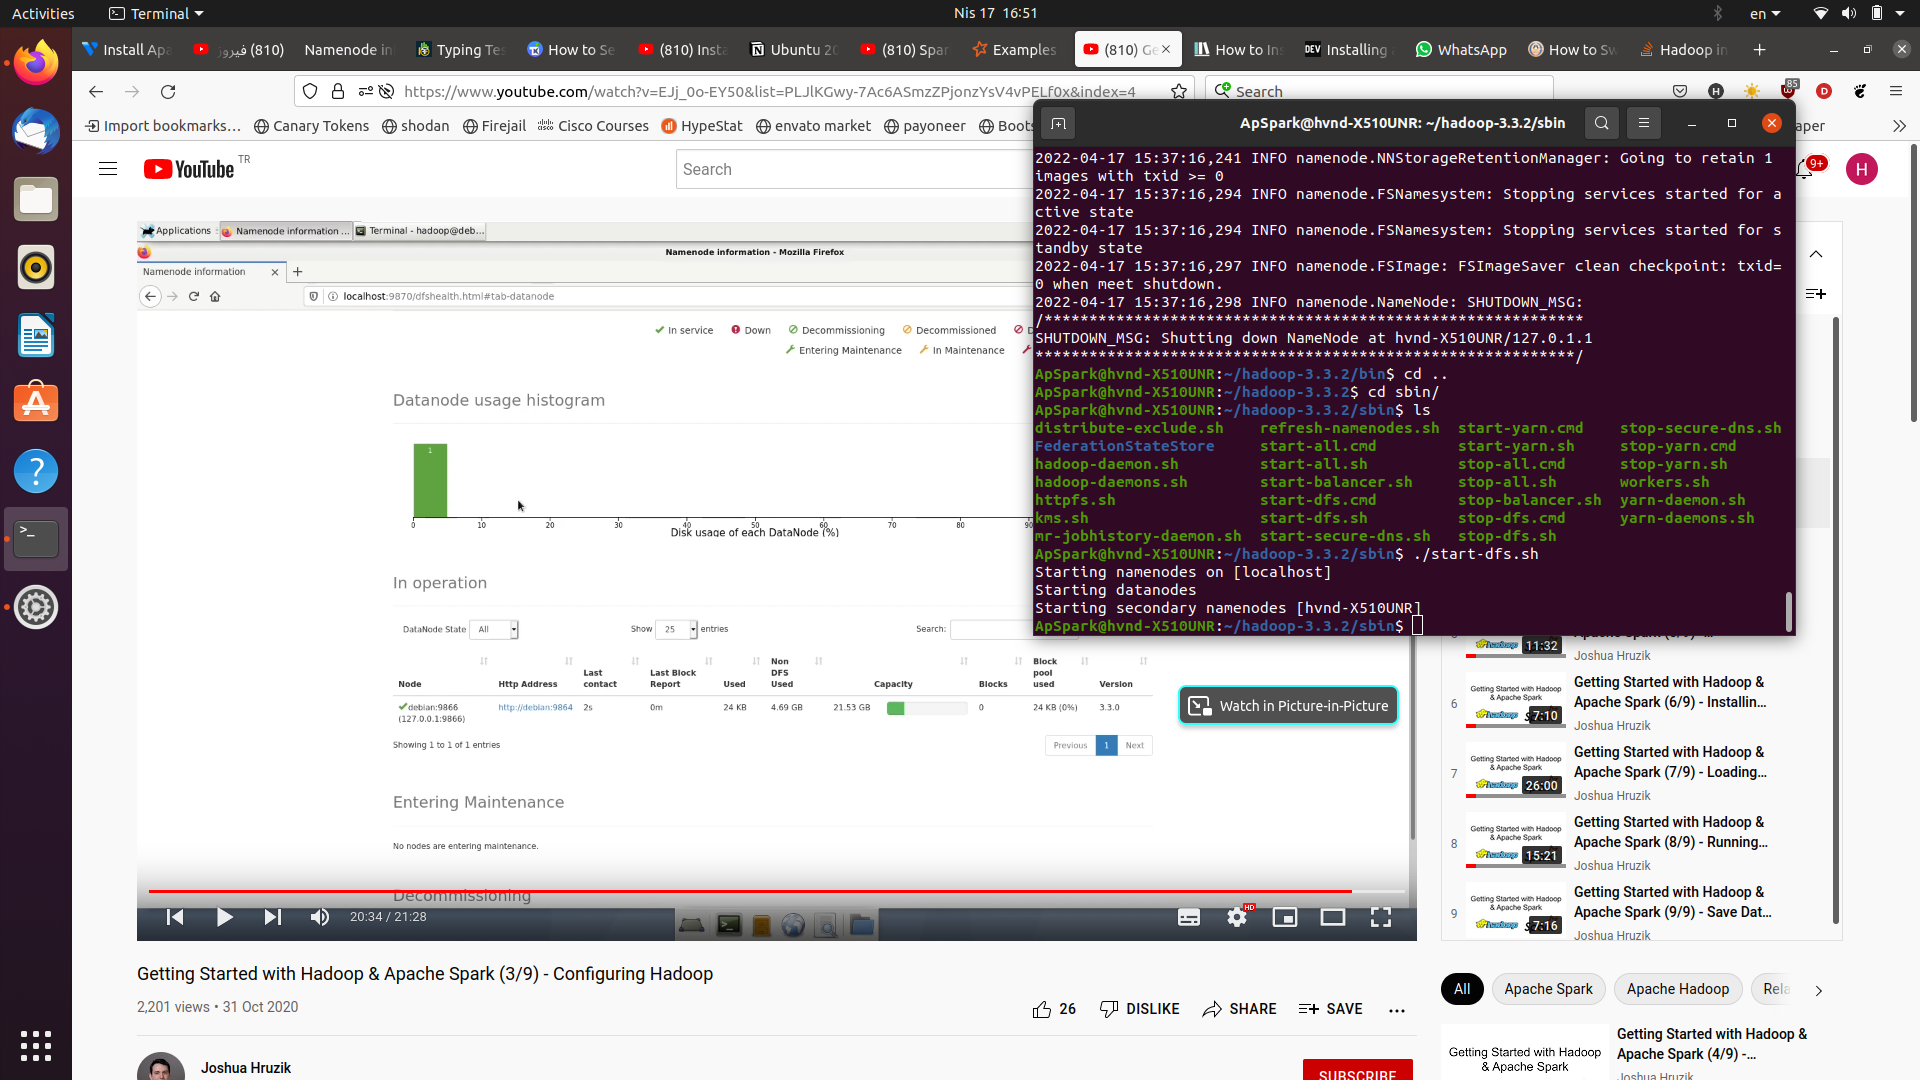 Activities
Terminal
Nis 17 16:51
en
Install Apa
فيروز (810)
Namenode in
Typing Tes
How to Se
(810) Insta
Ubuntu 20
(810) Spar
Examples
(810) Ge
How to Ins
Installing
WhatsApp
How to Sw
Hadoop in
https://www.youtube.com/watch?v=EJj_0o-EY50&list=PLJlKGwy-7Ac6ASmzZPjonzYsV4vPELf0x&index=4
Search
85
Import bookmarks…
Canary Tokens
shodan
Firejail
Cisco Courses
HypeStat
envato market
payoneer
Boots
aper
YouTube TR
Search
9+
H
Applications
Namenode information ...
Terminal - hadoop@deb...
Namenode information - Mozilla Firefox
Namenode information
localhost:9870/dfshealth.html#tab-datanode
In service
Down
Decommissioning
Decommissioned
Entering Maintenance
In Maintenance
Datanode usage histogram
1
0 10 20 30 40 50 60 70 80
Disk usage of each DataNode (%)
In operation
DataNode State All
Show 25 entries
Search:
Node
Http Address
Last contact
Last Block Report
Used
Non DFS Used
Capacity
Blocks
Block pool used
Version
debian:9866 (127.0.0.1:9866)
http://debian:9864
2s
0m
24 KB
4.69 GB
21.53 GB
0
24 KB (0%)
3.3.0
Showing 1 to 1 of 1 entries
Previous 1 Next
Entering Maintenance
No nodes are entering maintenance.
Decommissioning
20:34 / 21:28
HD
Watch in Picture-in-Picture
ApSpark@hvnd-X510UNR: ~/hadoop-3.3.2/sbin
2022-04-17 15:37:16,241 INFO namenode.NNStorageRetentionManager: Going to retain 1
images with txid >= 0
2022-04-17 15:37:16,294 INFO namenode.FSNamesystem: Stopping services started for a
ctive state
2022-04-17 15:37:16,294 INFO namenode.FSNamesystem: Stopping services started for s
tandby state
2022-04-17 15:37:16,297 INFO namenode.FSImage: FSImageSaver clean checkpoint: txid=
0 when meet shutdown.
2022-04-17 15:37:16,298 INFO namenode.NameNode: SHUTDOWN_MSG:
/************************************************************
SHUTDOWN_MSG: Shutting down NameNode at hvnd-X510UNR/127.0.1.1
************************************************************/
ApSpark@hvnd-X510UNR:~/hadoop-3.3.2/bin$ cd ..
ApSpark@hvnd-X510UNR:~/hadoop-3.3.2$ cd sbin/
ApSpark@hvnd-X510UNR:~/hadoop-3.3.2/sbin$ ls
distribute-exclude.sh refresh-namenodes.sh start-yarn.cmd stop-secure-dns.sh
FederationStateStore start-all.cmd start-yarn.sh stop-yarn.cmd
hadoop-daemon.sh start-all.sh stop-all.cmd stop-yarn.sh
hadoop-daemons.sh start-balancer.sh stop-all.sh workers.sh
httpfs.sh start-dfs.cmd stop-balancer.sh yarn-daemon.sh
kms.sh start-dfs.sh stop-dfs.cmd yarn-daemons.sh
mr-jobhistory-daemon.sh start-secure-dns.sh stop-dfs.sh
ApSpark@hvnd-X510UNR:~/hadoop-3.3.2/sbin$ ./start-dfs.sh
Starting namenodes on [localhost]
Starting datanodes
Starting secondary namenodes [hvnd-X510UNR]
ApSpark@hvnd-X510UNR:~/hadoop-3.3.2/sbin$
11:32
Joshua Hruzik
6
Getting Started with Hadoop &
Apache Spark (6/9) - Installin…
Joshua Hruzik
7:10
7
Getting Started with Hadoop &
Apache Spark (7/9) - Loading…
Joshua Hruzik
26:00
8
Getting Started with Hadoop &
Apache Spark (8/9) - Running…
Joshua Hruzik
15:21
9
Getting Started with Hadoop &
Apache Spark (9/9) - Save Dat…
Joshua Hruzik
7:16
Getting Started with Hadoop & Apache Spark (3/9) - Configuring Hadoop
2,201 views • 31 Oct 2020
26
DISLIKE
SHARE
SAVE
Joshua Hruzik
SUBSCRIBE
All
Apache Spark
Apache Hadoop
Rela
Getting Started with Hadoop
& Apache Spark
Getting Started with Hadoop &
Apache Spark (4/9) -…
Joshua Hruzik